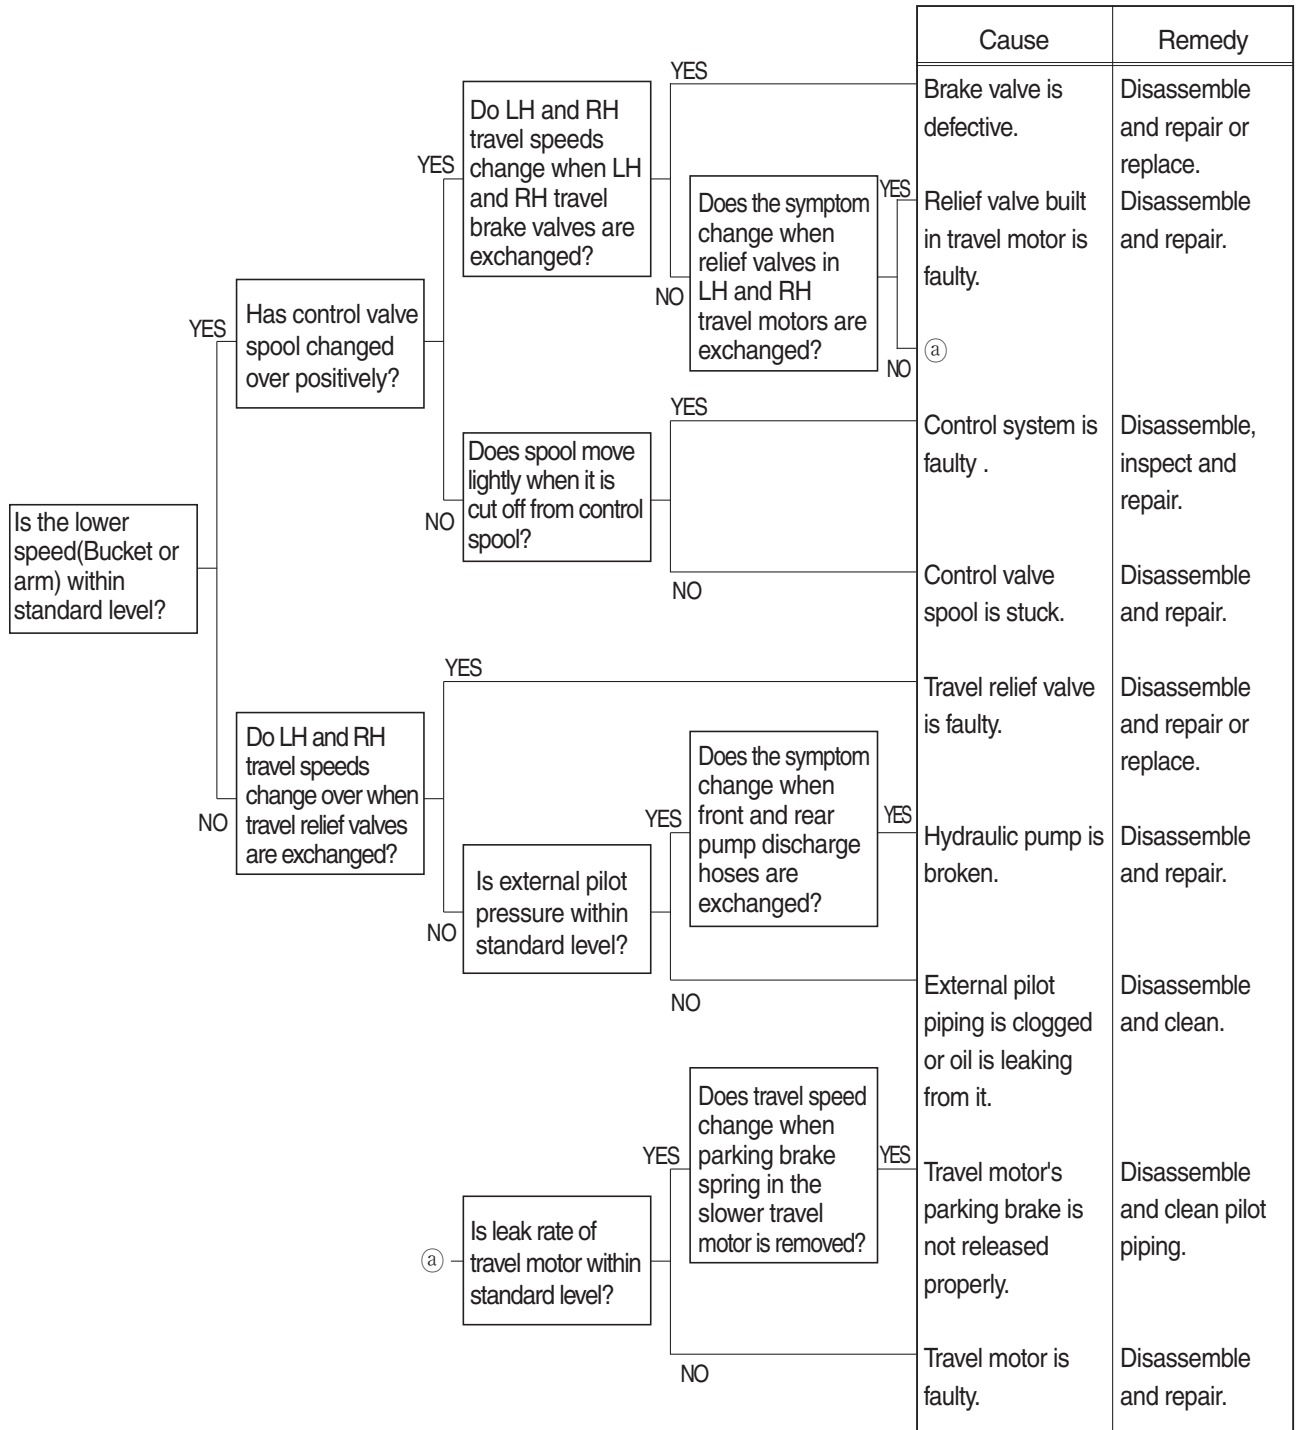 Cause
Remedy
YES
Do LH and RH
travel speeds
change when LH
and RH travel
brake valves are
exchanged?
Brake valve is
defective.
Disassemble
and repair or
replace.
YES
NO
Does the symptom
change when
relief valves in
LH and RH
travel motors are
exchanged?
YES
Relief valve built
in travel motor is
faulty.
Disassemble
and repair.
NO
ⓐ
YES
Has control valve
spool changed
over positively?
NO
Does spool move
lightly when it is
cut off from control
spool?
YES
Control system is
faulty .
Disassemble,
inspect and
repair.
NO
Control valve
spool is stuck.
Disassemble
and repair.
Is the lower
speed(Bucket or
arm) within
standard level?
NO
Do LH and RH
travel speeds
change over when
travel relief valves
are exchanged?
YES
Travel relief valve
is faulty.
Disassemble
and repair or
replace.
NO
Is external pilot
pressure within
standard level?
YES
Does the symptom
change when
front and rear
pump discharge
hoses are
exchanged?
YES
Hydraulic pump is
broken.
Disassemble
and repair.
NO
External pilot
piping is clogged
or oil is leaking
from it.
Disassemble
and clean.
ⓐ
Is leak rate of
travel motor within
standard level?
YES
Does travel speed
change when
parking brake
spring in the
slower travel
motor is removed?
YES
Travel motor's
parking brake is
not released
properly.
Disassemble
and clean pilot
piping.
NO
Travel motor is
faulty.
Disassemble
and repair.